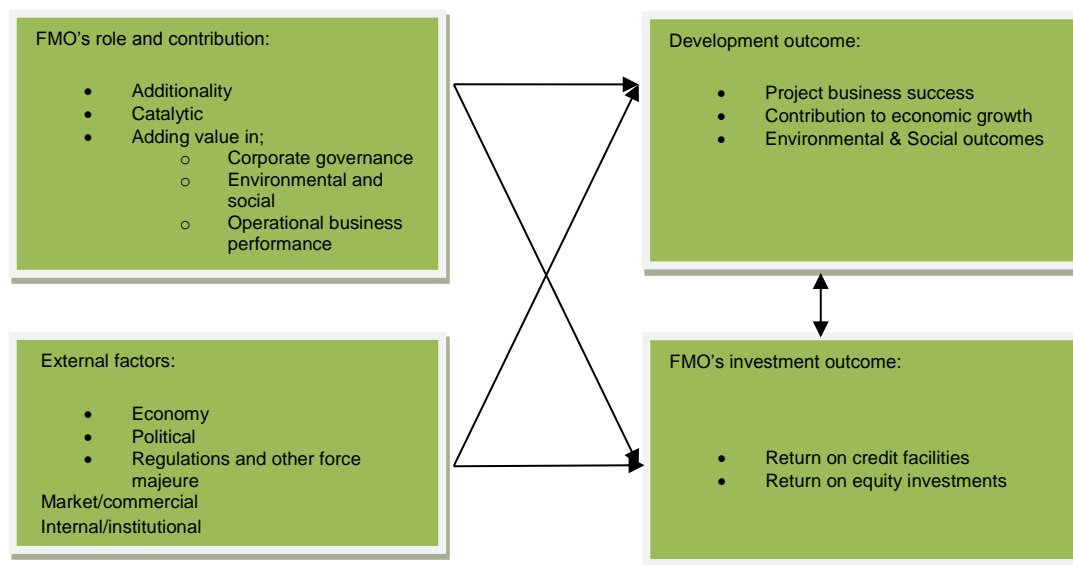 FMO's role and contribution:
• Additionality
• Catalytic
• Adding value in;
o Corporate governance
o Environmental and
social
o Operational business
performance
Development outcome:
• Project business success
• Contribution to economic growth
• Environmental & Social outcomes
External factors:
• Economy
• Political
• Regulations and other force
majeure
Market/commercial
Internal/institutional
FMO's investment outcome:
• Return on credit facilities
• Return on equity investments